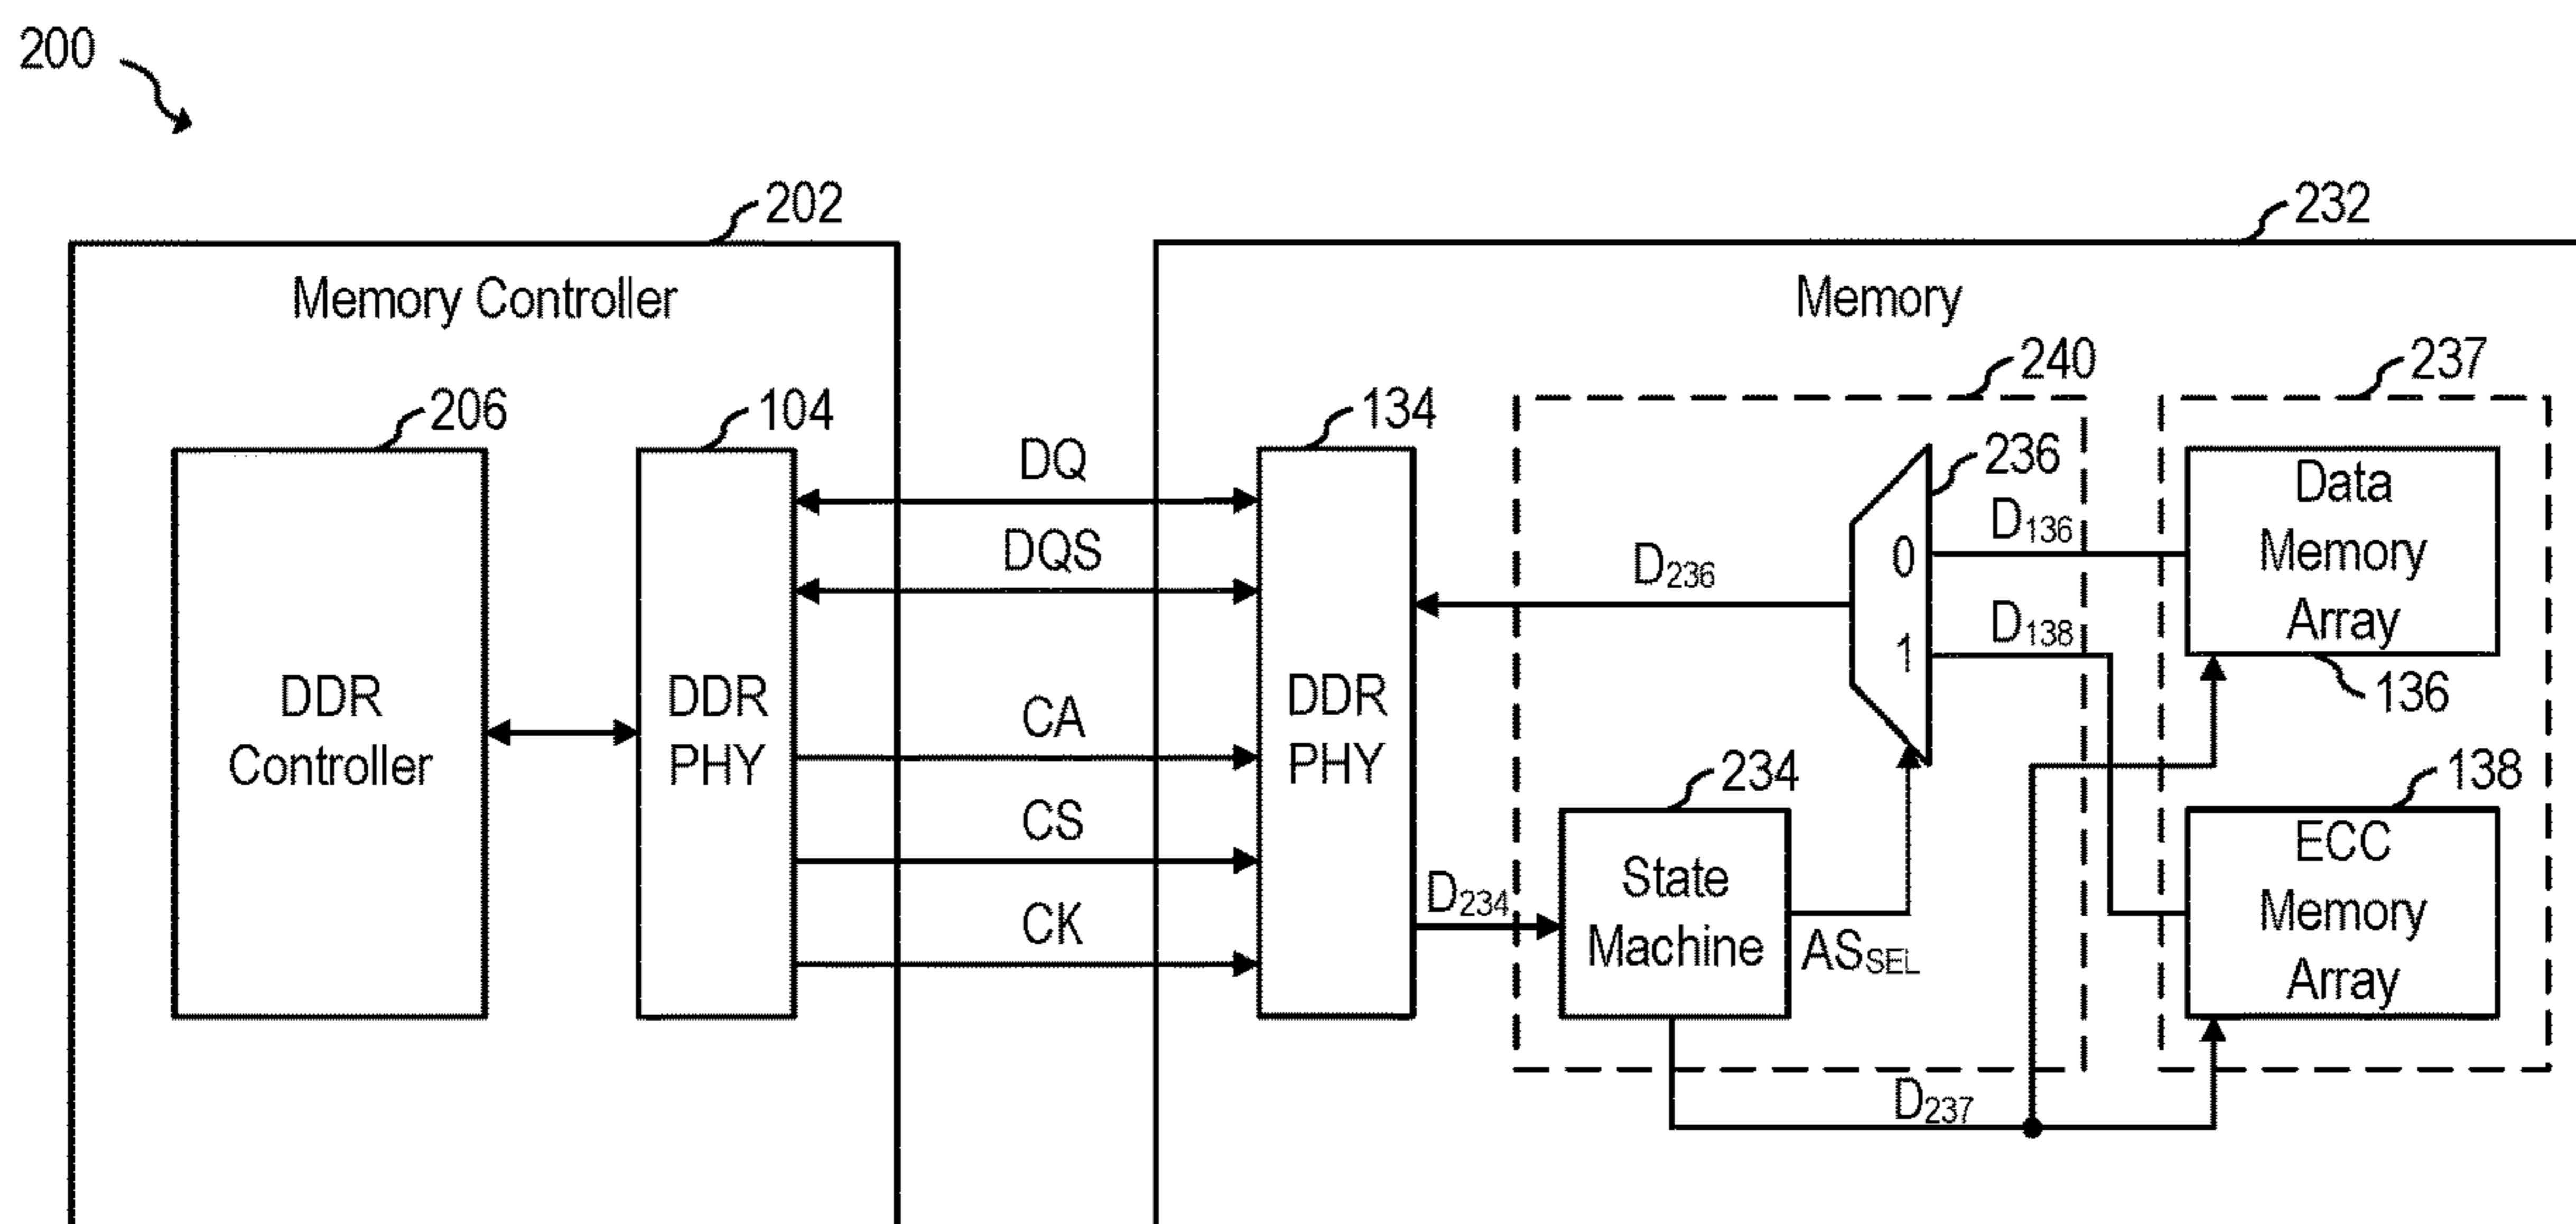 200
202
232
Memory Controller
Memory
240
237
206
104
134
DQ
236
Data
Memory
Array
D136
0
DQS
D236
1
D138
136
DDR
Controller
DDR
PHY
CA
DDR
PHY
234
138
CS
State
Machine
ECC
Memory
Array
D234
CK
ASSEL
D237